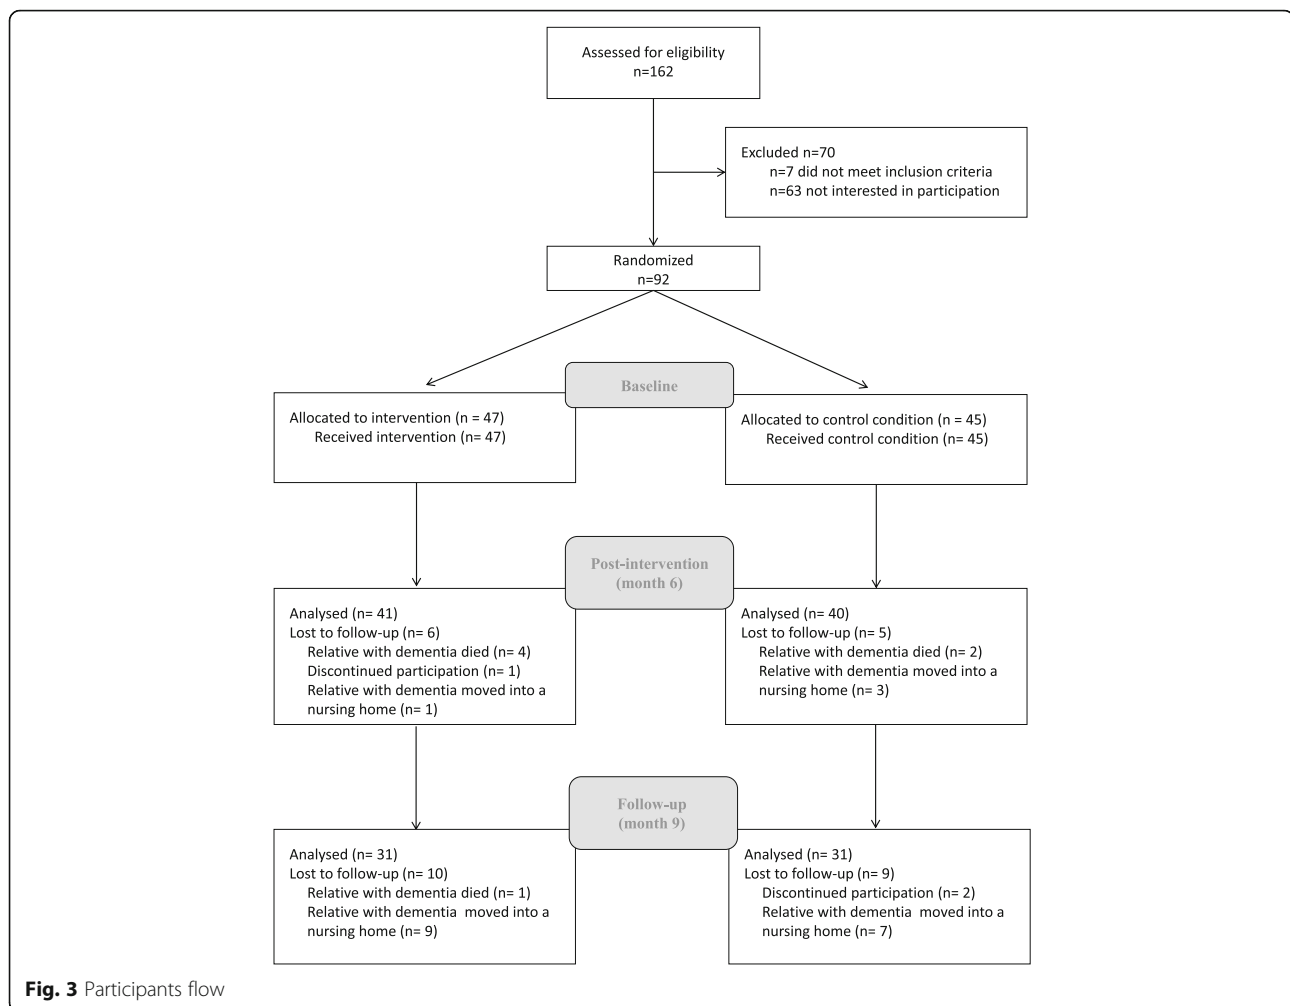 Assessed for eligibility
n=162
Excluded n=70
n=7 did not meet inclusion criteria
n=63 not interested in participation
Randomized
n=92
Baseline
Allocated to intervention (n = 47)
Received intervention (n= 47)
Allocated to control condition (n = 45)
Received control condition (n= 45)
Post-intervention
(month 6)
Analysed (n= 41)
Lost to follow-up (n= 6)
Relative with dementia died (n= 4)
Discontinued participation (n= 1)
Relative with dementia moved into a
nursing home (n= 1)
Analysed (n= 40)
Lost to follow-up (n= 5)
Relative with dementia died (n= 2)
Relative with dementia moved into a
nursing home (n= 3)
Follow-up
(month 9)
Analysed (n= 31)
Lost to follow-up (n= 10)
Relative with dementia died (n= 1)
Relative with dementia moved into a
nursing home (n= 9)
Analysed (n= 31)
Lost to follow-up (n= 9)
Discontinued participation (n= 2)
Relative with dementia moved into a
nursing home (n= 7)
Fig. 3 Participants flow